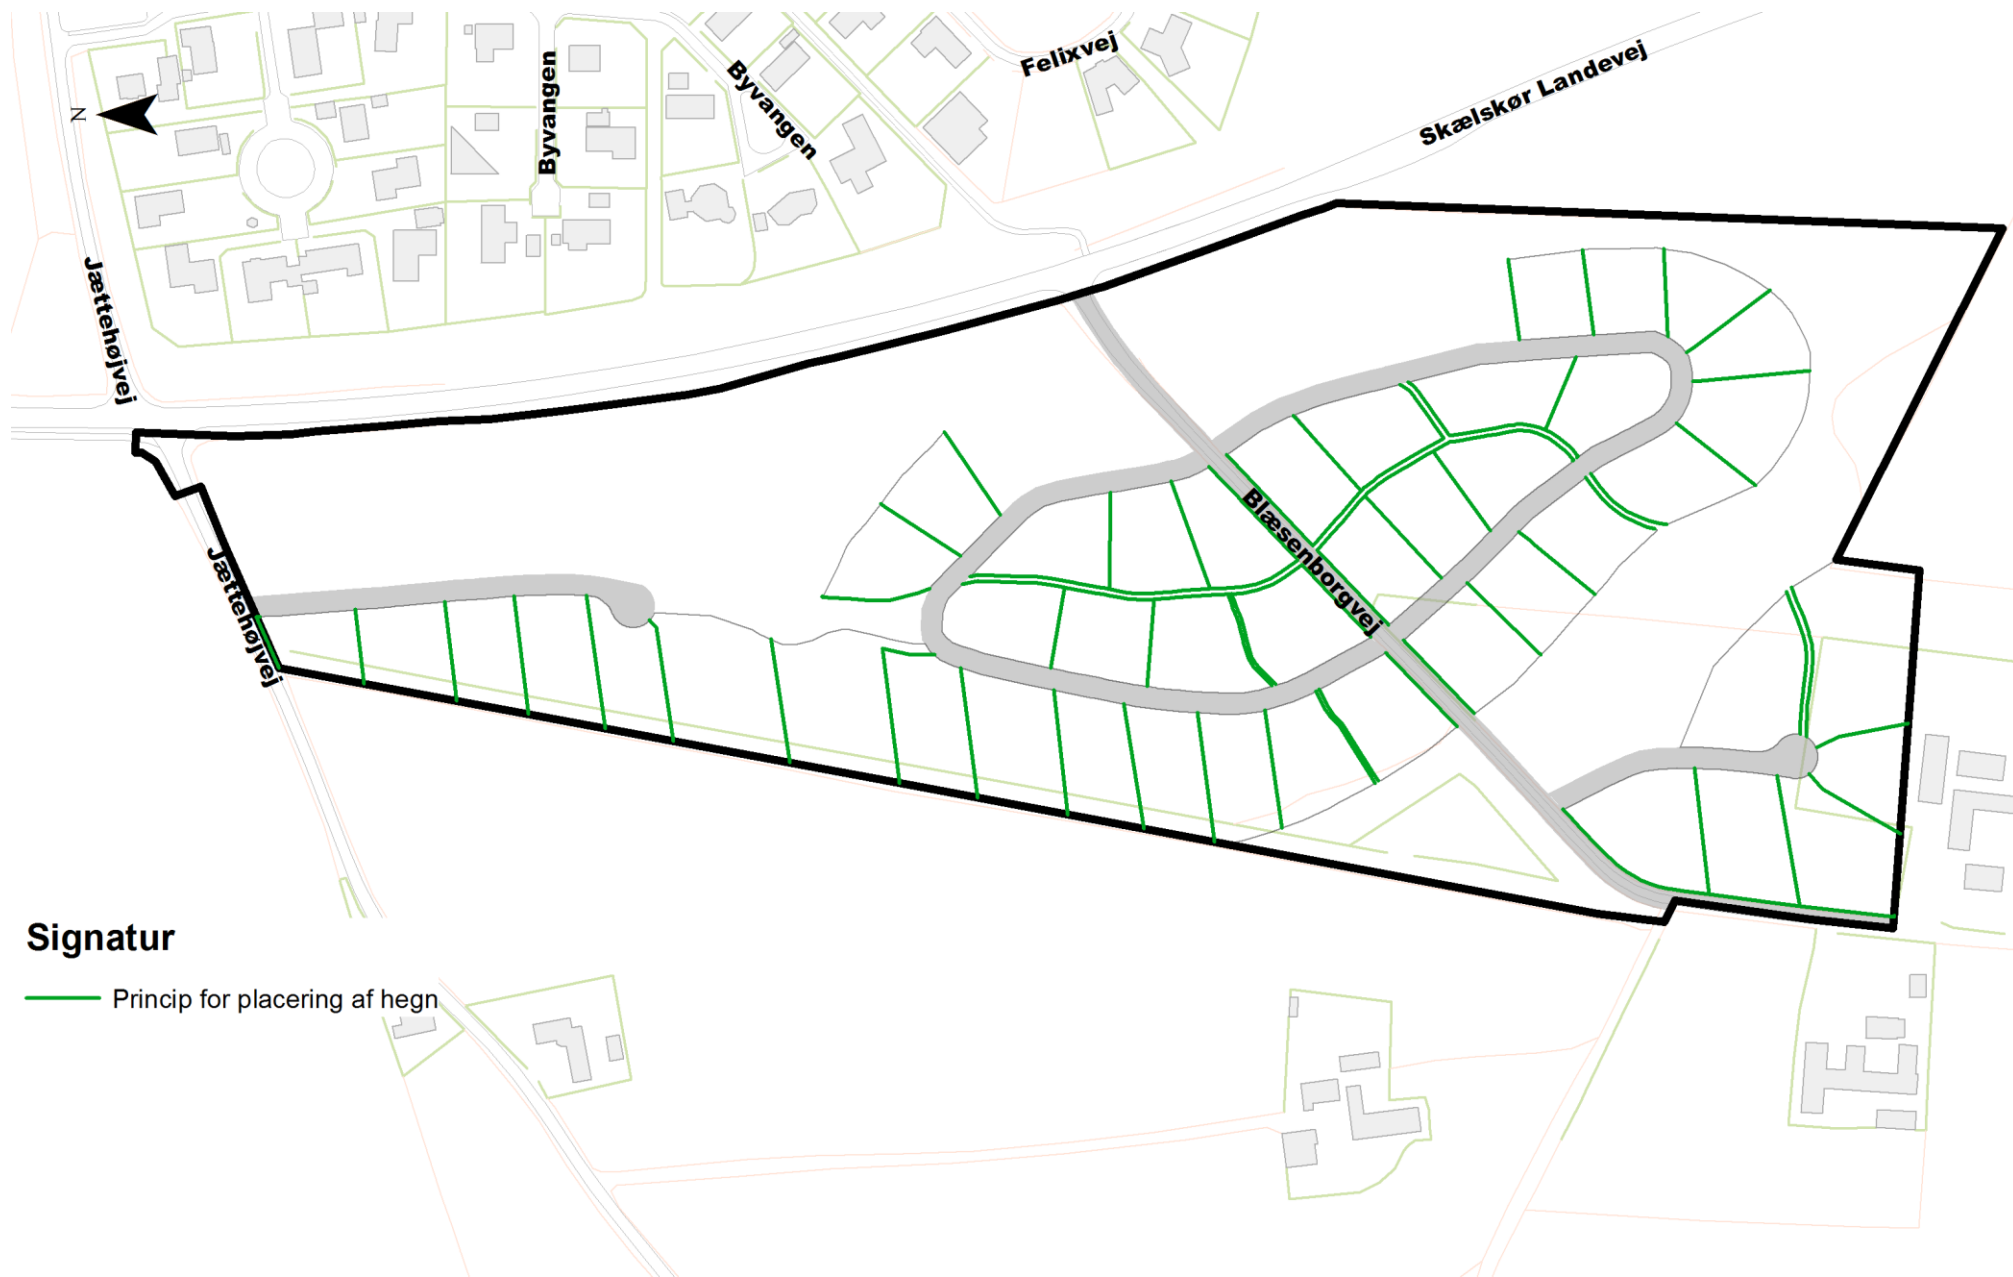 Felixvej
Byvangen
Byvangen
Skælskør Landevej
N
Jættehøjvej
Blæsenborgvej
Jættehøjvej
Signatur
Princip for placering af hegn